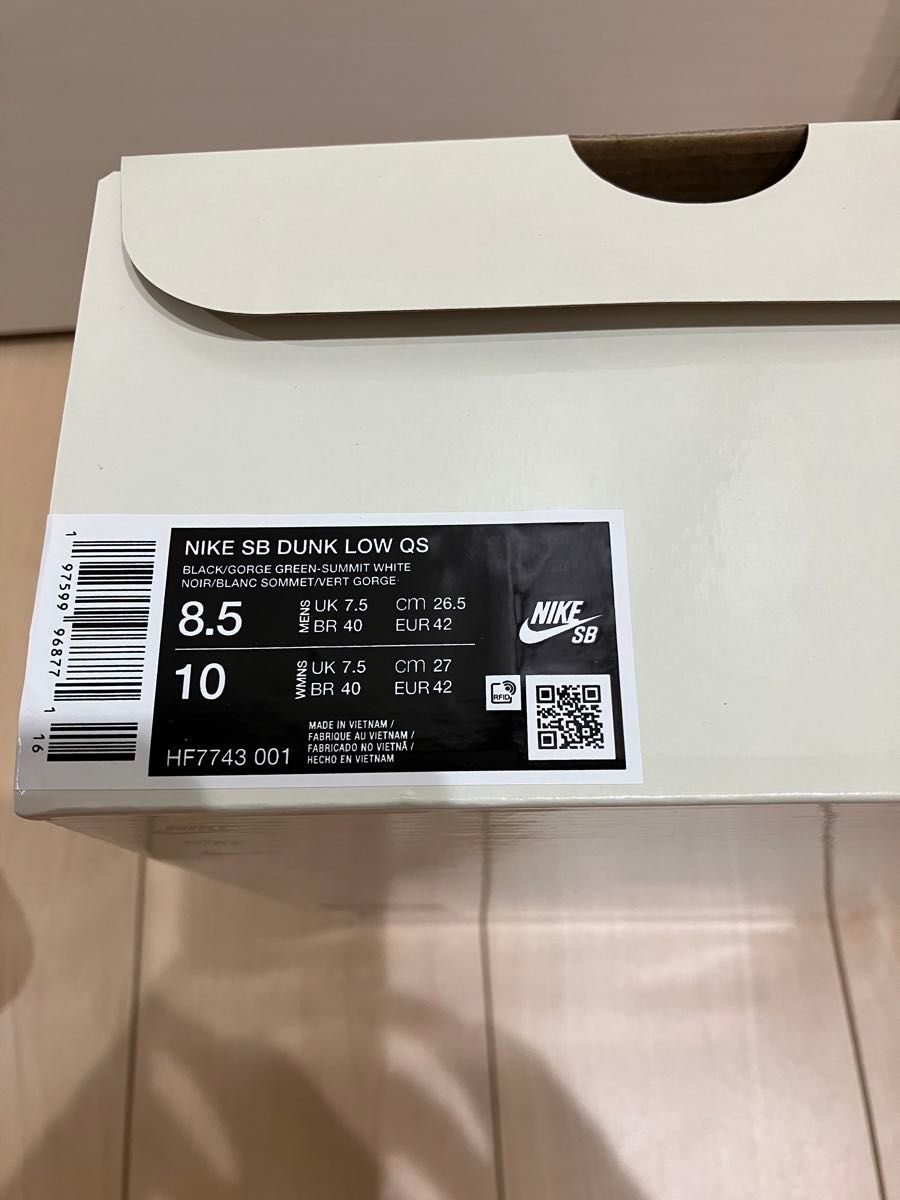 NIKE SB DUNK LOW QS
BLACK/GORGE GREEN-SUMMIT WHITE
NOIR/BLANC SOMMET/VERT GORGE
8.5 MENS UK 7.5 cm 26.5
BR 40 EUR 42
10 WMNS UK 7.5 cm 27
BR 40 EUR 42
HF7743 001
MADE IN VIETNAM /
FABRIQUE AU VIETNAM /
FABRICADO NO VIETNÃ /
HECHO EN VIETNAM
NIKE
SB
RFID
1 97599 96877 1
16